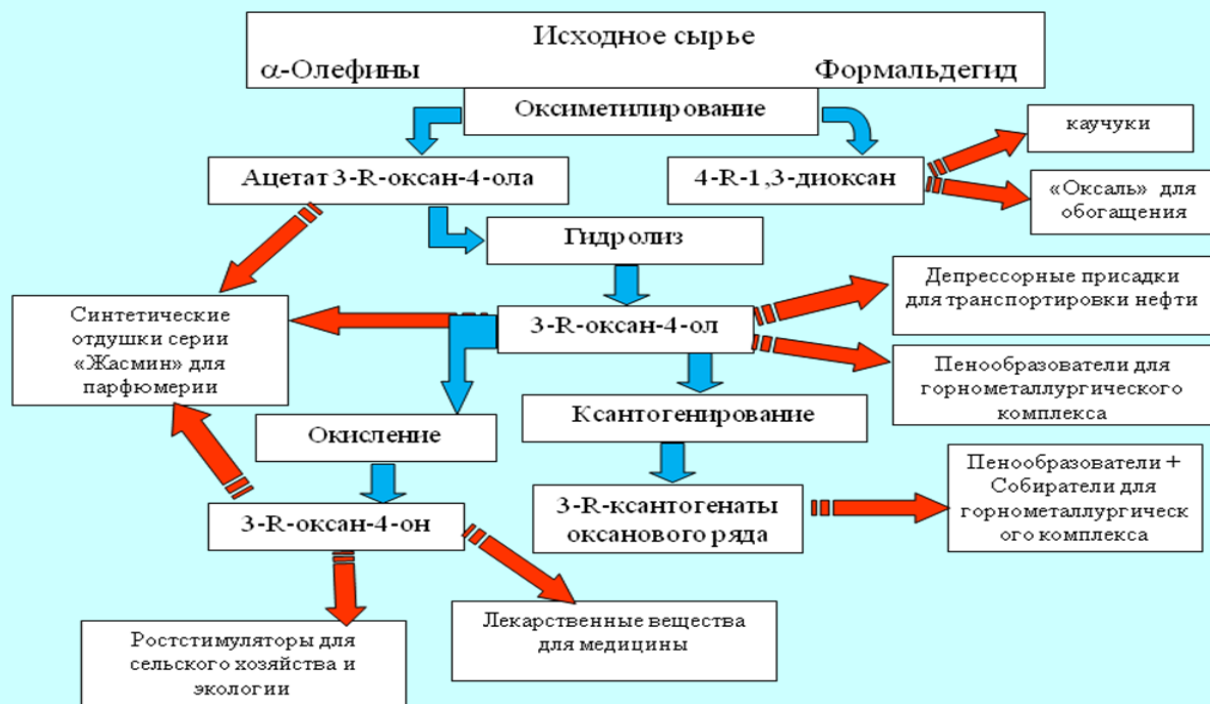 Исходное сырье
α-Олефины Формальдегид
Оксиметилирование
каучуки
Ацетат 3-R-оксан-4-ола
4-R-1,3-диоксан
«Оксаль» для
обогащения
Гидролиз
Депрессорные присадки
для транспортировки нефти
Синтетические
отдушки серии
«Жасмин» для
парфюмерии
3-R-оксан-4-ол
Пенообразователи для
горнометаллургического
комплекса
Окисление
Ксантогенирование
Пенообразователи +
Собиратели для
горнометаллургическ
ого комплекса
3-R-оксан-4-он
3-R-ксантогенаты
оксанового ряда
Лекарственные вещества
для медицины
Ростстимуляторы для
сельского хозяйства и
экологии